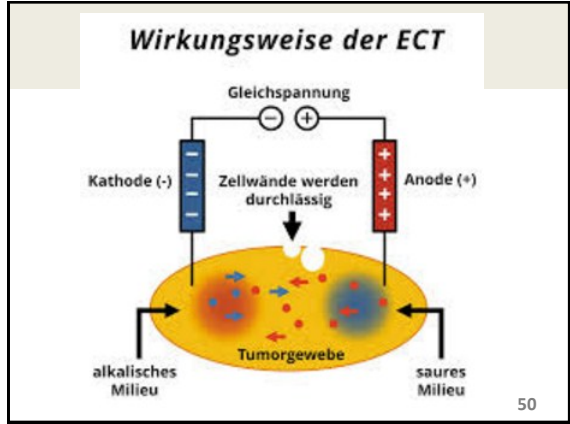 Wirkungsweise der ECT
Gleichspannung
− +
Kathode (-)
− − − −
Zellwände werden
durchlässig
+ + + +
Anode (+)
Tumorgewebe
alkalisches
Milieu
saures
Milieu
50